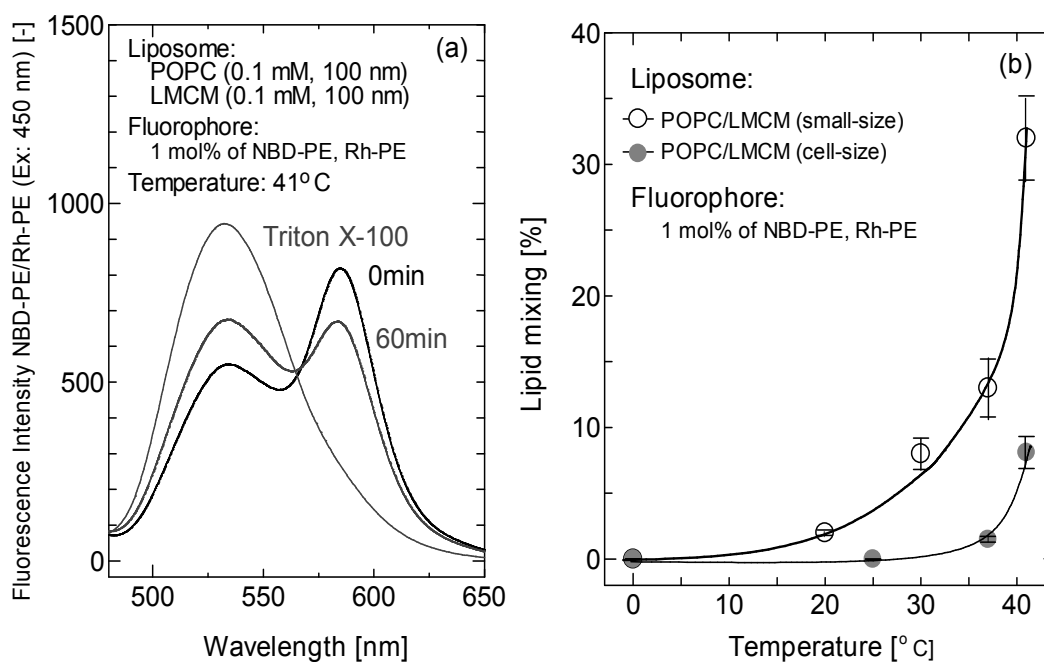 Fluorescence Intensity NBD-PE/Rh-PE (Ex: 450 nm) [-]
1500
1000
500
0
(a)
Liposome:
POPC (0.1 mM, 100 nm)
LMCM (0.1 mM, 100 nm)
Fluorophore:
1 mol% of NBD-PE, Rh-PE
Temperature: 41° C
Triton X-100
0min
60min
500 550 600 650
Wavelength [nm]
Lipid mixing [%]
40
30
20
10
0
(b)
Liposome:
POPC/LMCM (small-size)
POPC/LMCM (cell-size)
Fluorophore:
1 mol% of NBD-PE, Rh-PE
0 20 30 40
Temperature [° C]